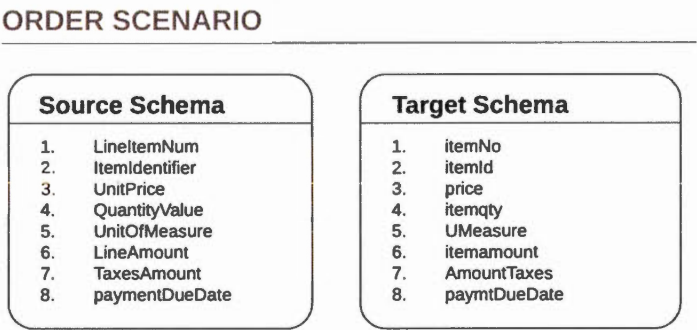 ORDER SCENARIO
Source Schema
1. LineItemNum
2. ItemIdentifier
3. UnitPrice
4. QuantityValue
5. UnitOfMeasure
6. LineAmount
7. TaxesAmount
8. paymentDueDate
Target Schema
1. itemNo
2. itemId
3. price
4. itemqty
5. UMeasure
6. itemamount
7. AmountTaxes
8. paymtDueDate